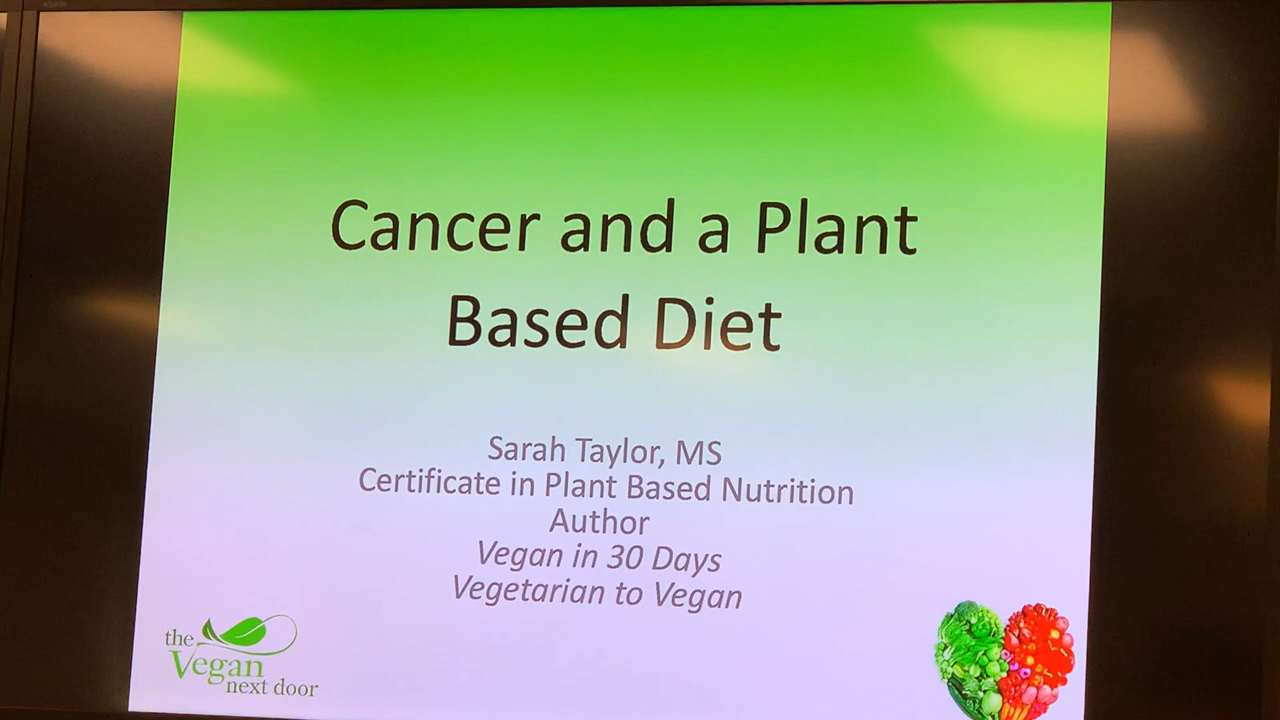 Cancer and a Plant
Based Diet
Sarah Taylor, MS
Certificate in Plant Based Nutrition
Author
Vegan in 30 Days
Vegetarian to Vegan
the
Vegan
next door